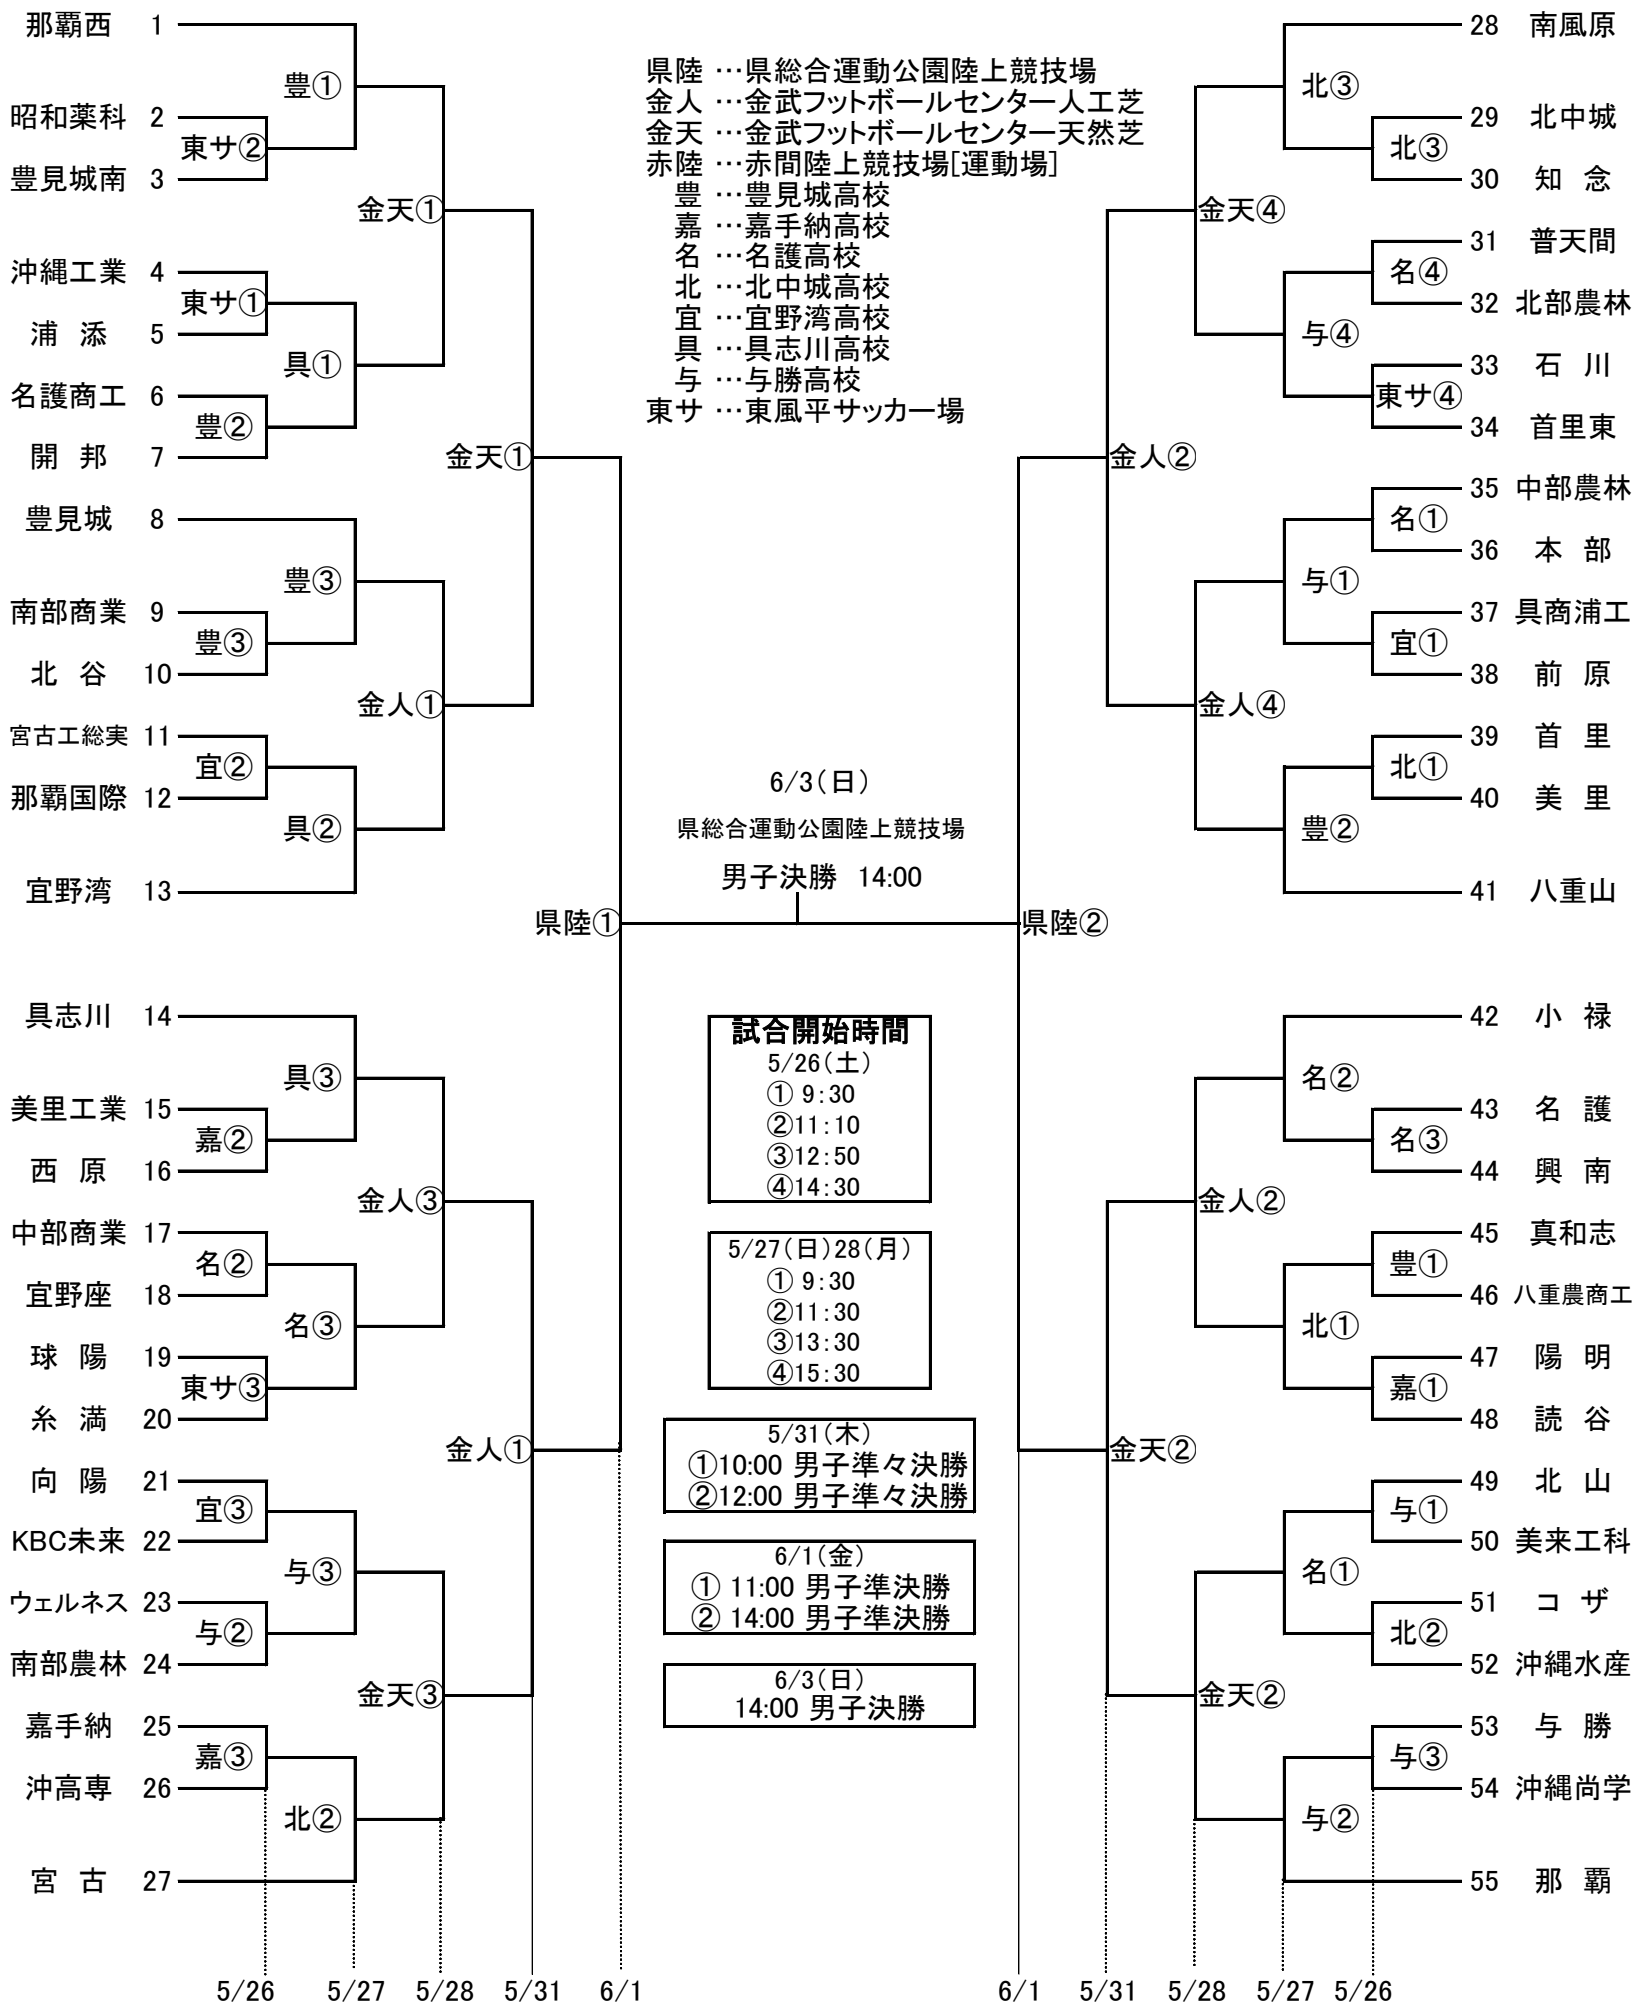 那覇西 1
豊①
昭和薬科 2
東サ②
豊見城南 3
金天①
沖縄工業 4
東サ①
浦 添 5
具①
名護商工 6
豊②
開 邦 7
金天①
豊見城 8
豊③
南部商業 9
豊③
北 谷 10
金人①
宮古工総実 11
宜②
那覇国際 12
具②
宜野湾 13
県陸①
具志川 14
具③
美里工業 15
嘉②
西 原 16
金人③
中部商業 17
名②
宜野座 18
名③
球 陽 19
東サ③
糸 満 20
金人①
向 陽 21
宜③
KBC未来 22
与③
ウェルネス 23
与②
南部農林 24
金天③
嘉手納 25
嘉③
沖高専 26
北②
宮 古 27
5/26 5/27 5/28 5/31 6/1
県陸 …県総合運動公園陸上競技場
金人 …金武フットボールセンター人工芝
金天 …金武フットボールセンター天然芝
赤陸 …赤間陸上競技場[運動場]
豊 …豊見城高校
嘉 …嘉手納高校
名 …名護高校
北 …北中城高校
宜 …宜野湾高校
具 …具志川高校
与 …与勝高校
東サ …東風平サッカー場
6/3(日)
県総合運動公園陸上競技場
男子決勝 14:00
試合開始時間
5/26(土)
① 9:30
②11:10
③12:50
④14:30
5/27(日)28(月)
① 9:30
②11:30
③13:30
④15:30
5/31(木)
①10:00 男子準々決勝
②12:00 男子準々決勝
6/1(金)
① 11:00 男子準決勝
② 14:00 男子準決勝
6/3(日)
14:00 男子決勝
28 南風原
北③
29 北中城
北③
30 知 念
金天④
31 普天間
名④
32 北部農林
与④
33 石 川
東サ④
34 首里東
金人②
35 中部農林
名①
36 本 部
与①
37 具商浦工
宜①
38 前 原
金人④
39 首 里
北①
40 美 里
豊②
41 八重山
県陸②
42 小 禄
名②
43 名 護
名③
44 興 南
金人②
45 真和志
豊①
46 八重農商工
北①
47 陽 明
嘉①
48 読 谷
金天②
49 北 山
与①
50 美来工科
名①
51 コ ザ
北②
52 沖縄水産
金天②
53 与 勝
与③
54 沖縄尚学
与②
55 那 覇
6/1 5/31 5/28 5/27 5/26